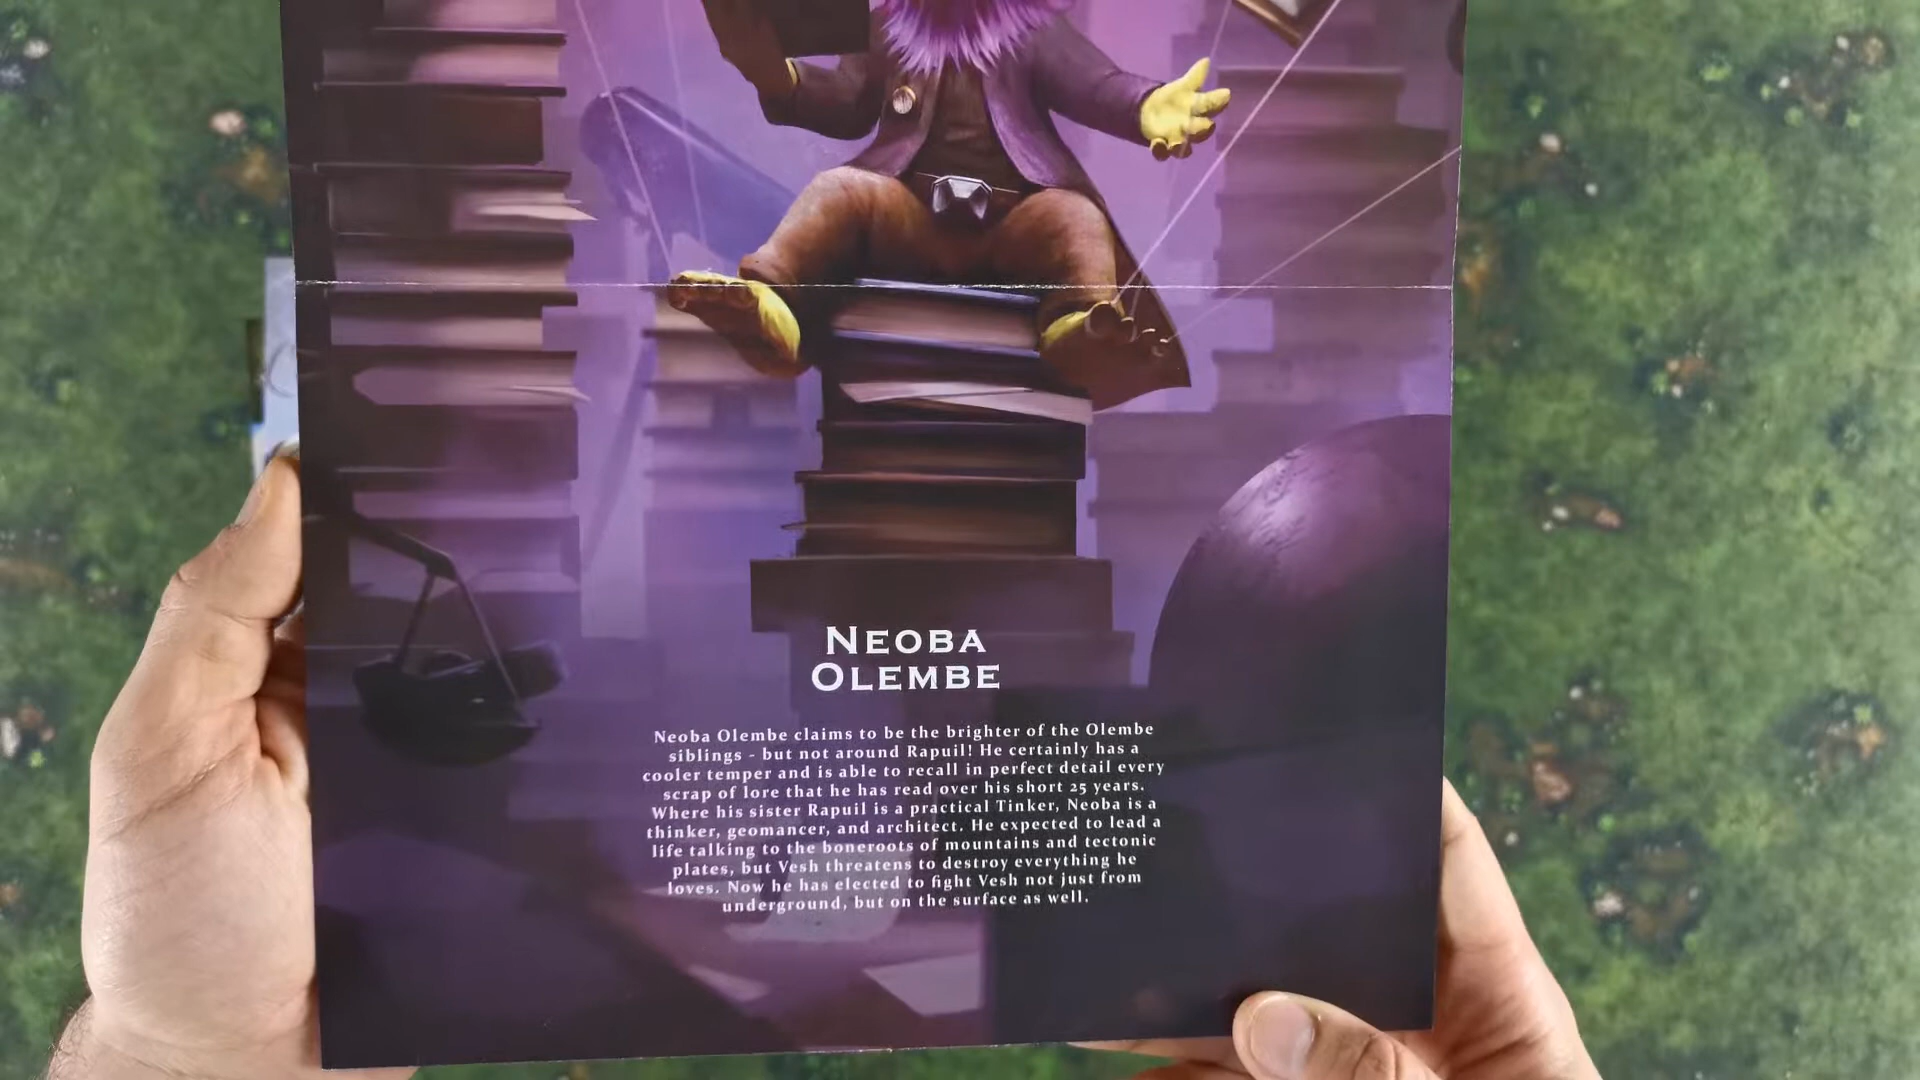 NEOBA
OLEMBE
Neoba Olembe claims to be the brighter of the Olembe
siblings - but not around Rapuil! He certainly has a
cooler temper and is able to recall in perfect detail every
scrap of lore that he has read over his short 25 years.
Where his sister Rapuil is a practical Tinker, Neoba is a
thinker, geomancer, and architect. He expected to lead a
life talking to the boneroots of mountains and tectonic
plates, but Vesh threatens to destroy everything he
loves. Now he has elected to fight Vesh not just from
underground, but on the surface as well.